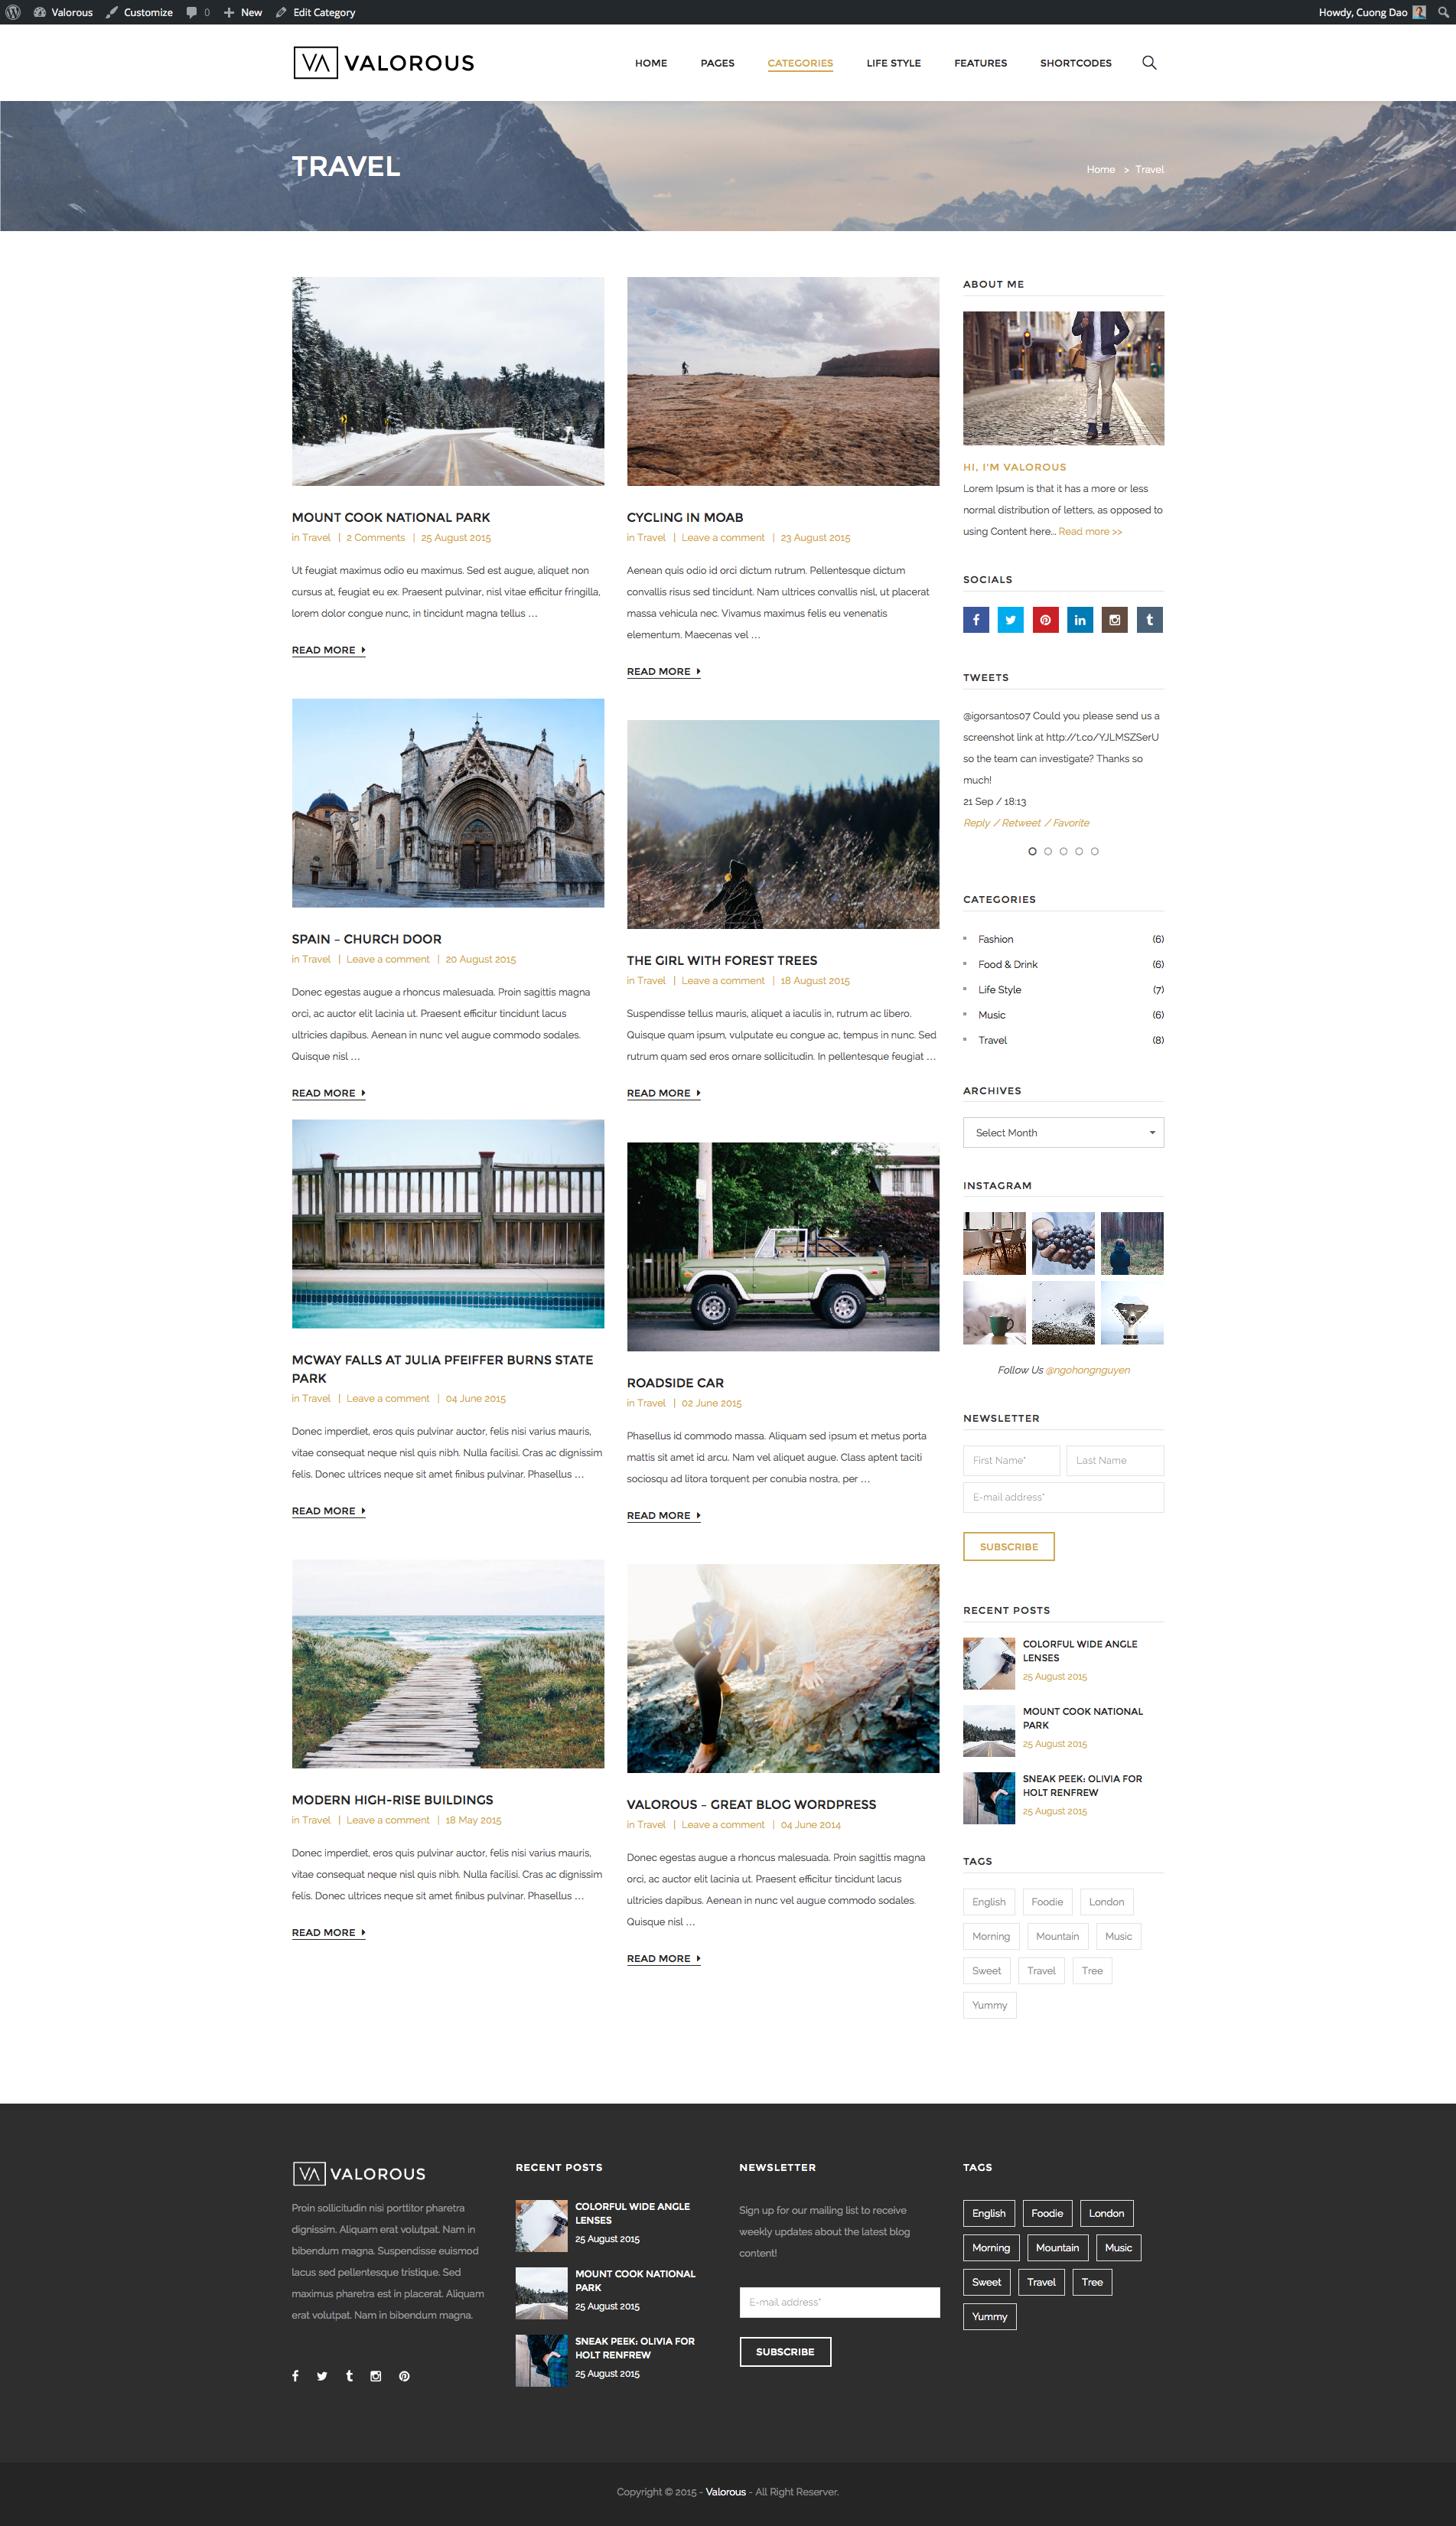 Valorous Customize 0 New Edit Category
Howdy, Cuong Dao
VA VALOROUS
HOME PAGES CATEGORIES LIFE STYLE FEATURES SHORTCODES
TRAVEL
Home > Travel
MOUNT COOK NATIONAL PARK
in Travel | 2 Comments | 25 August 2015
Ut feugiat maximus odio eu maximus. Sed est augue, aliquet non
cursus at, feugiat eu ex. Praesent pulvinar, nisl vitae efficitur fringilla,
lorem dolor congue nunc, in tincidunt magna tellus …
READ MORE
CYCLING IN MOAB
in Travel | Leave a comment | 23 August 2015
Aenean quis odio id orci dictum rutrum. Pellentesque dictum
convallis risus sed tincidunt. Nam ultrices convallis nisl, ut placerat
massa vehicula nec. Vivamus maximus felis eu venenatis
elementum. Maecenas vel …
READ MORE
SPAIN – CHURCH DOOR
in Travel | Leave a comment | 20 August 2015
Donec egestas augue a rhoncus malesuada. Proin sagittis magna
orci, ac auctor elit lacinia ut. Praesent efficitur tincidunt lacus
ultricies dapibus. Aenean in nunc vel augue commodo sodales.
Quisque nisl …
READ MORE
THE GIRL WITH FOREST TREES
in Travel | Leave a comment | 18 August 2015
Suspendisse tellus mauris, aliquet a iaculis in, rutrum ac libero.
Quisque quam ipsum, vulputate eu congue ac, tempus in nunc. Sed
rutrum quam sed eros ornare sollicitudin. In pellentesque feugiat …
READ MORE
MCWAY FALLS AT JULIA PFEIFFER BURNS STATE
PARK
in Travel | Leave a comment | 04 June 2015
Donec imperdiet, eros quis pulvinar auctor, felis nisi varius mauris,
vitae consequat neque nisl quis nibh. Nulla facilisi. Cras ac dignissim
felis. Donec ultrices neque sit amet finibus pulvinar. Phasellus …
READ MORE
ROADSIDE CAR
in Travel | 02 June 2015
Phasellus id commodo massa. Aliquam sed ipsum et metus porta
mattis sit amet id arcu. Nam vel aliquet augue. Class aptent taciti
sociosqu ad litora torquent per conubia nostra, per …
READ MORE
MODERN HIGH-RISE BUILDINGS
in Travel | Leave a comment | 18 May 2015
Donec imperdiet, eros quis pulvinar auctor, felis nisi varius mauris,
vitae consequat neque nisl quis nibh. Nulla facilisi. Cras ac dignissim
felis. Donec ultrices neque sit amet finibus pulvinar. Phasellus …
READ MORE
VALOROUS – GREAT BLOG WORDPRESS
in Travel | Leave a comment | 04 June 2014
Donec egestas augue a rhoncus malesuada. Proin sagittis magna
orci, ac auctor elit lacinia ut. Praesent efficitur tincidunt lacus
ultricies dapibus. Aenean in nunc vel augue commodo sodales.
Quisque nisl …
READ MORE
ABOUT ME
HI, I'M VALOROUS
Lorem Ipsum is that it has a more or less
normal distribution of letters, as opposed to
using Content here... Read more >>
SOCIALS
TWEETS
@igorsantos07 Could you please send us a
screenshot link at http://t.co/YJLMSZSerU
so the team can investigate? Thanks so
much!
21 Sep / 18:13
Reply / Retweet / Favorite
CATEGORIES
Fashion (6)
Food & Drink (6)
Life Style (7)
Music (6)
Travel (8)
ARCHIVES
Select Month
INSTAGRAM
Follow Us @ngohongnguyen
NEWSLETTER
First Name* Last Name
E-mail address*
SUBSCRIBE
RECENT POSTS
COLORFUL WIDE ANGLE
LENSES
25 August 2015
MOUNT COOK NATIONAL
PARK
25 August 2015
SNEAK PEEK: OLIVIA FOR
HOLT RENFREW
25 August 2015
TAGS
English Foodie London
Morning Mountain Music
Sweet Travel Tree
Yummy
VA VALOROUS
Proin sollicitudin nisi porttitor pharetra
dignissim. Aliquam erat volutpat. Nam in
bibendum magna. Suspendisse euismod
lacus sed pellentesque tristique. Sed
maximus pharetra est in placerat. Aliquam
erat volutpat. Nam in bibendum magna.
RECENT POSTS
COLORFUL WIDE ANGLE
LENSES
25 August 2015
MOUNT COOK NATIONAL
PARK
25 August 2015
SNEAK PEEK: OLIVIA FOR
HOLT RENFREW
25 August 2015
NEWSLETTER
Sign up for our mailing list to receive
weekly updates about the latest blog
content!
E-mail address*
SUBSCRIBE
TAGS
English Foodie London
Morning Mountain Music
Sweet Travel Tree
Yummy
Copyright © 2015 - Valorous - All Right Reserver.